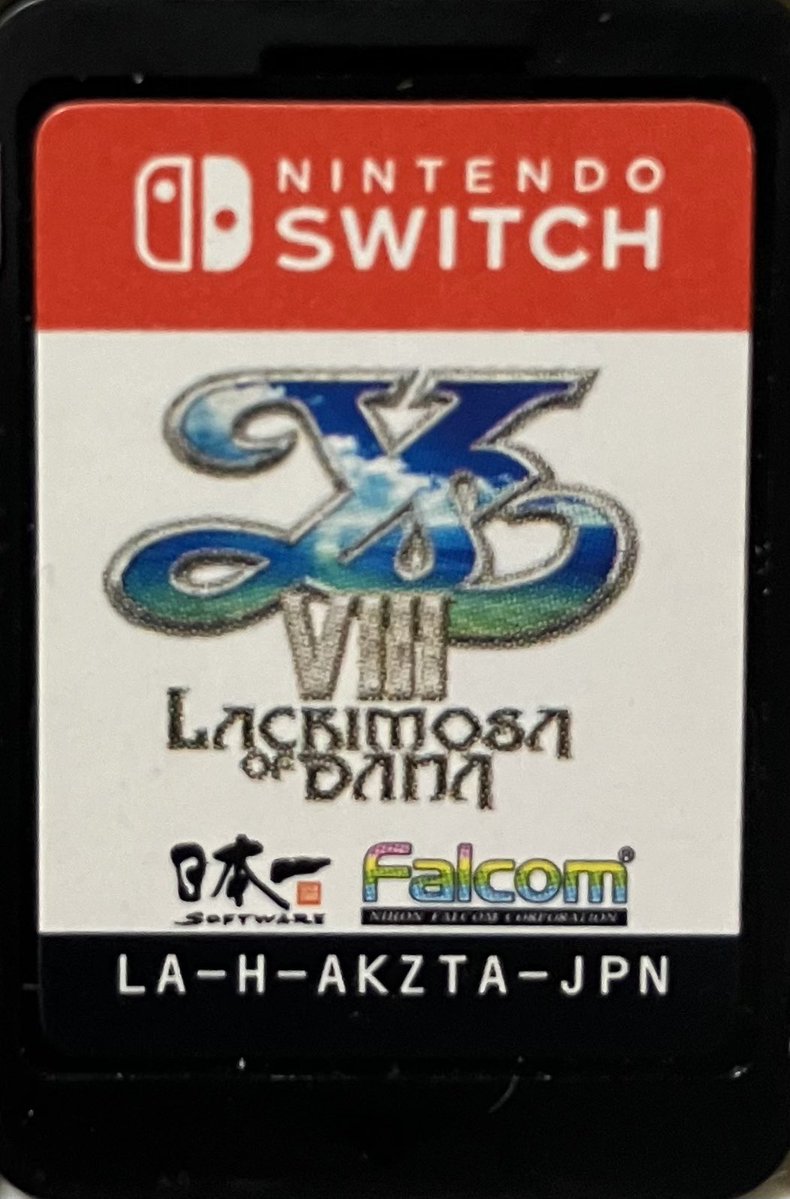 NINTENDO
SWITCH
Ys
VIII
LACRIMOSA
OF DANA
日本一
SOFTWARE
Falcom®
NIHON FALCOM CORPORATION
LA-H-AKZTA-JPN